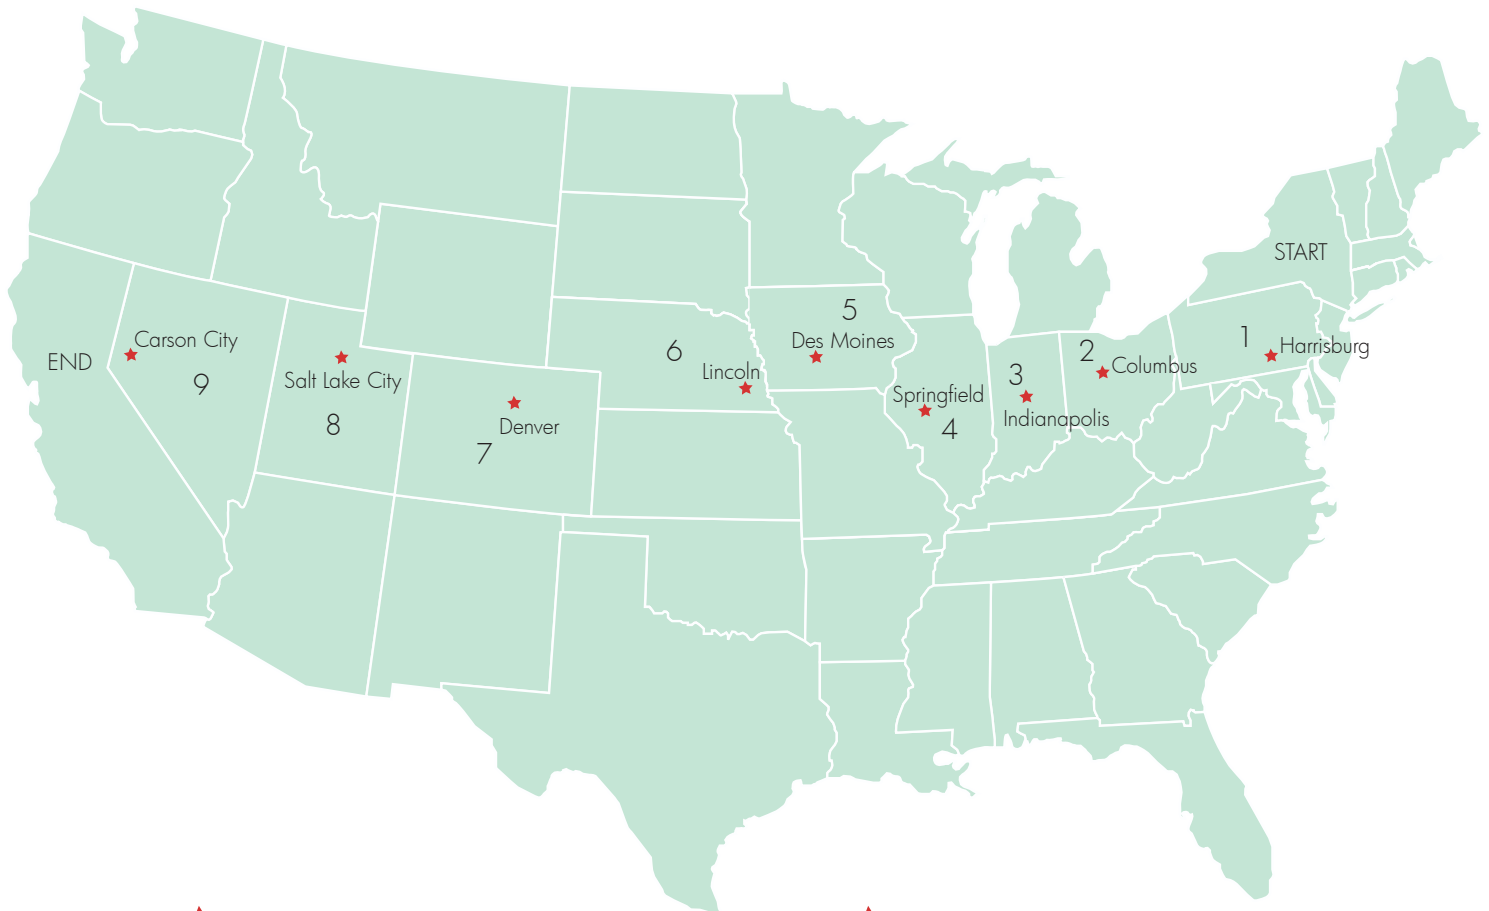 START
5
1
Harrisburg
Carson City
Des Moines
END
6
2
Columbus
9
Salt Lake City
Lincoln
3
Springfield
Indianapolis
4
8
Denver
7